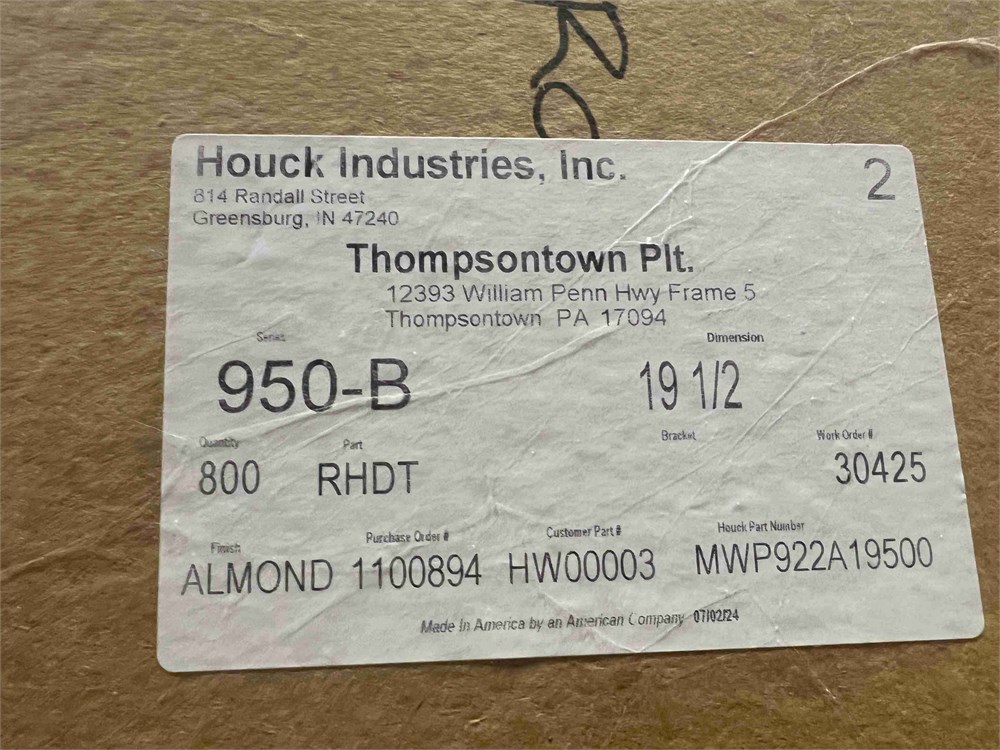 RO
Houck Industries, Inc.
2
814 Randall Street
Greensburg, IN 47240
Thompsontown Plt.
12393 William Penn Hwy Frame 5
Thompsontown PA 17094
Series
Dimension
950-B
19 1/2
Quantity Part Bracket Work Order #
800 RHDT 30425
Finish Purchase Order # Customer Part # Houck Part Number
ALMOND 1100894 HW00003 MWP922A19500
Made In America by an American Company 07/02/24